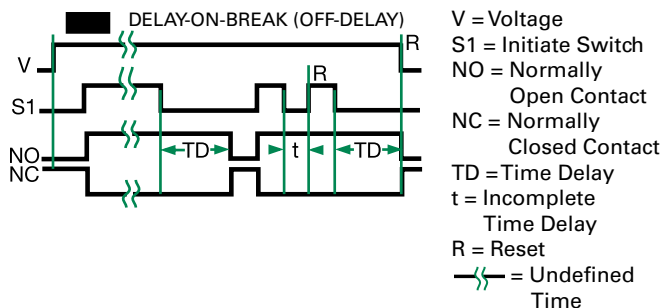 DELAY-ON-BREAK (OFF-DELAY)
R
V
R
S1
NO
TD
t
TD
NC
V = Voltage
S1 = Initiate Switch
NO = Normally
Open Contact
NC = Normally
Closed Contact
TD = Time Delay
t = Incomplete
Time Delay
R = Reset
= Undefined
Time